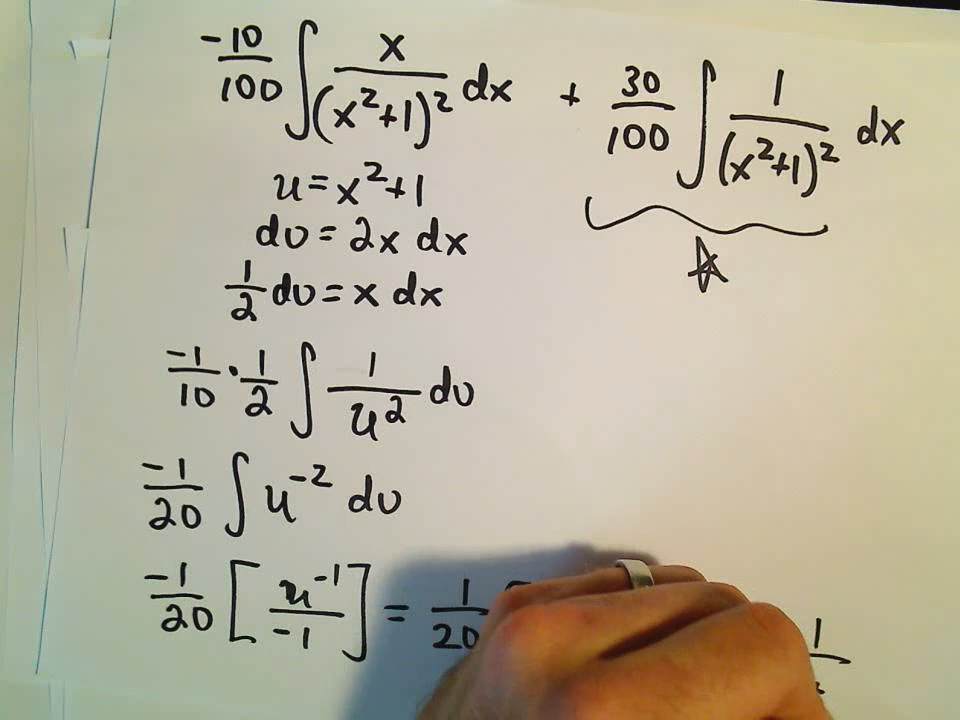 -10/100 ∫ x/(x²+1)² dx + 30/100 ∫ 1/(x²+1)² dx
u = x²+1
du = 2x dx
1/2 du = x dx
-1/10 · 1/2 ∫ 1/u² du
-1/20 ∫ u⁻² du
-1/20 [u⁻¹/-1] = 1/20
1